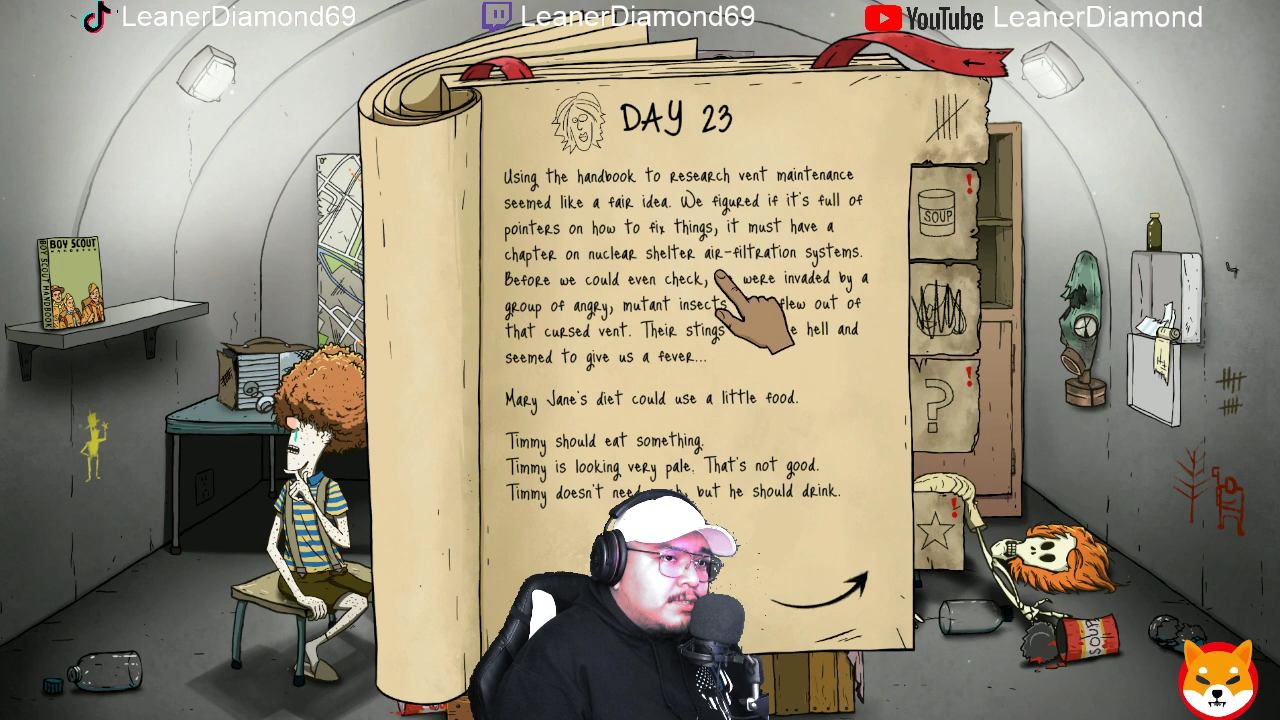 LeanerDiamond69
LeanerDiamond69
YouTube LeanerDiamond
DAY 23
Using the handbook to research vent maintenance
seemed like a fair idea. We figured if it's full of
pointers on how to fix things, it must have a
chapter on nuclear shelter air-filtration systems.
Before we could even check, were invaded by a
group of angry, mutant insects flew out of
that cursed vent. Their stings hell and
seemed to give us a fever...
Mary Jane's diet could use a little food.
Timmy should eat something.
Timmy is looking very pale. That's not good.
Timmy doesn't need but he should drink.
SOUP
!
!
?
!
BOY SCOUT
BOY SCOUT HANDBOOK
SOUP